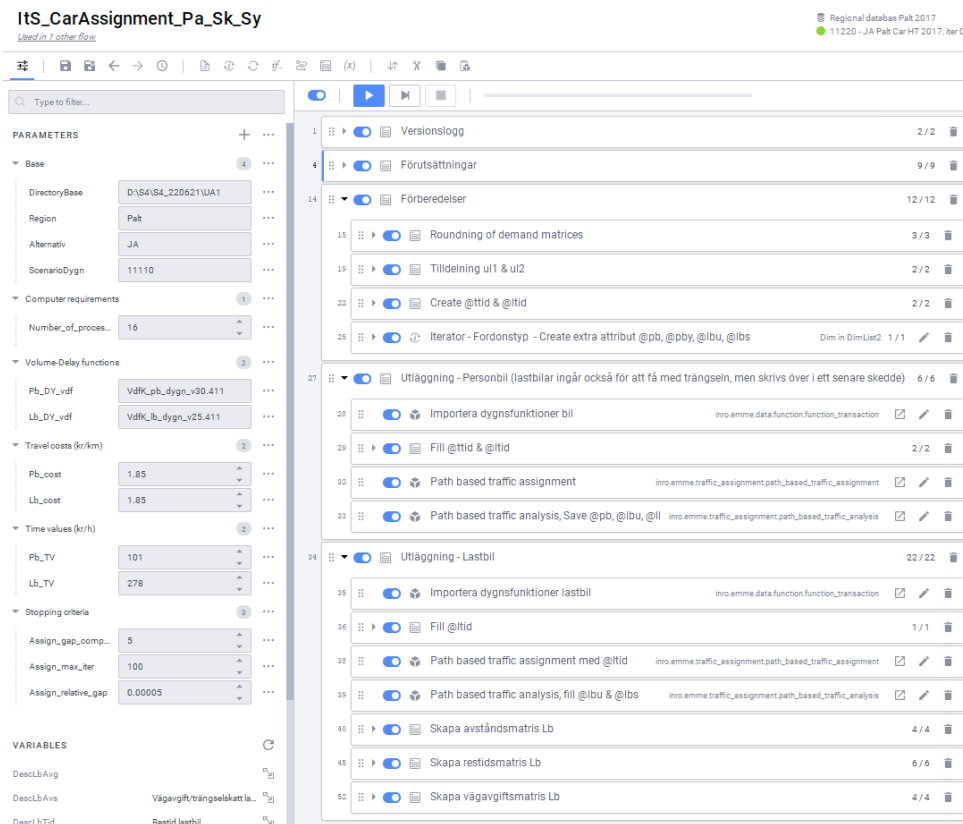 ItS_CarAssignment_Pa_Sk_Sy
Used in 1 other flow
Regional databas Palt 2017
11220 - JA Palt Car HT 2017, iter
Type to filter...
PARAMETERS
Base 4
DirectoryBase D:\S4\S4_220621\UA1
Region Palt
Alternativ JA
ScenarioDygn 11110
Computer requirements 1
Number_of_proces... 16
Volume-Delay functions 2
Pb_DY_vdf VdfK_pb_dygn_v30.411
Lb_DY_vdf VdfK_lb_dygn_v25.411
Travel costs (kr/km) 2
Pb_cost 1.85
Lb_cost 1.85
Time values (kr/h) 2
Pb_TV 101
Lb_TV 278
Stopping criteria 3
Assign_gap_comp... 5
Assign_max_iter 100
Assign_relative_gap 0.00005
VARIABLES
DescLbAvg
DescLbAvs Vägavgift/trängselskatt la...
DescLbTid Restid lastbil
1 Versionslogg 2 / 2
4 Förutsättningar 9 / 9
14 Förberedelser 12 / 12
15 Roundning of demand matrices 3 / 3
19 Tilldelning ul1 & ul2 2 / 2
22 Create @ttid & @ltid 2 / 2
25 Iterator - Fordonstyp - Create extra attribut @pb, @pby, @lbu, @lbs Dim in DimList2 1 / 1
27 Utläggning - Personbil (lastbilar ingår också för att få med trängseln, men skrivs över i ett senare skedde) 6 / 6
28 Importera dygnsfunktioner bil inro.emme.data.function.function_transaction
29 Fill @ttid & @ltid 2 / 2
32 Path based traffic assignment inro.emme.traffic_assignment.path_based_traffic_assignment
33 Path based traffic analysis, Save @pb, @lbu, @ll inro.emme.traffic_assignment.path_based_traffic_analysis
34 Utläggning - Lastbil 22 / 22
35 Importera dygnsfunktioner lastbil inro.emme.data.function.function_transaction
36 Fill @ltid 1 / 1
38 Path based traffic assignment med @ltid inro.emme.traffic_assignment.path_based_traffic_assignment
39 Path based traffic analysis, fill @lbu & @lbs inro.emme.traffic_assignment.path_based_traffic_analysis
40 Skapa avståndsmatris Lb 4 / 4
45 Skapa restidsmatris Lb 6 / 6
52 Skapa vägavgiftsmatris Lb 4 / 4